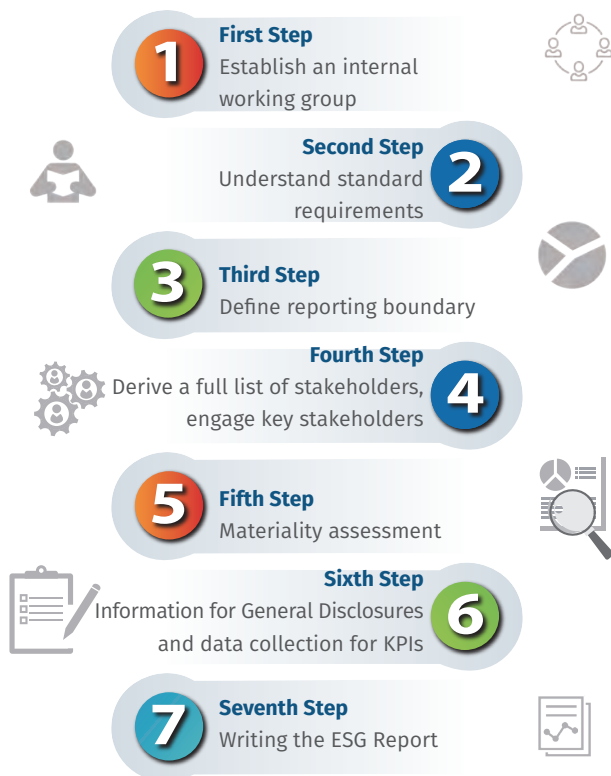 1
First Step
Establish an internal
working group
Second Step
Understand standard
requirements
2
3
Third Step
Define reporting boundary
Fourth Step
Derive a full list of stakeholders,
engage key stakeholders
4
5
Fifth Step
Materiality assessment
Sixth Step
Information for General Disclosures
and data collection for KPIs
6
7
Seventh Step
Writing the ESG Report